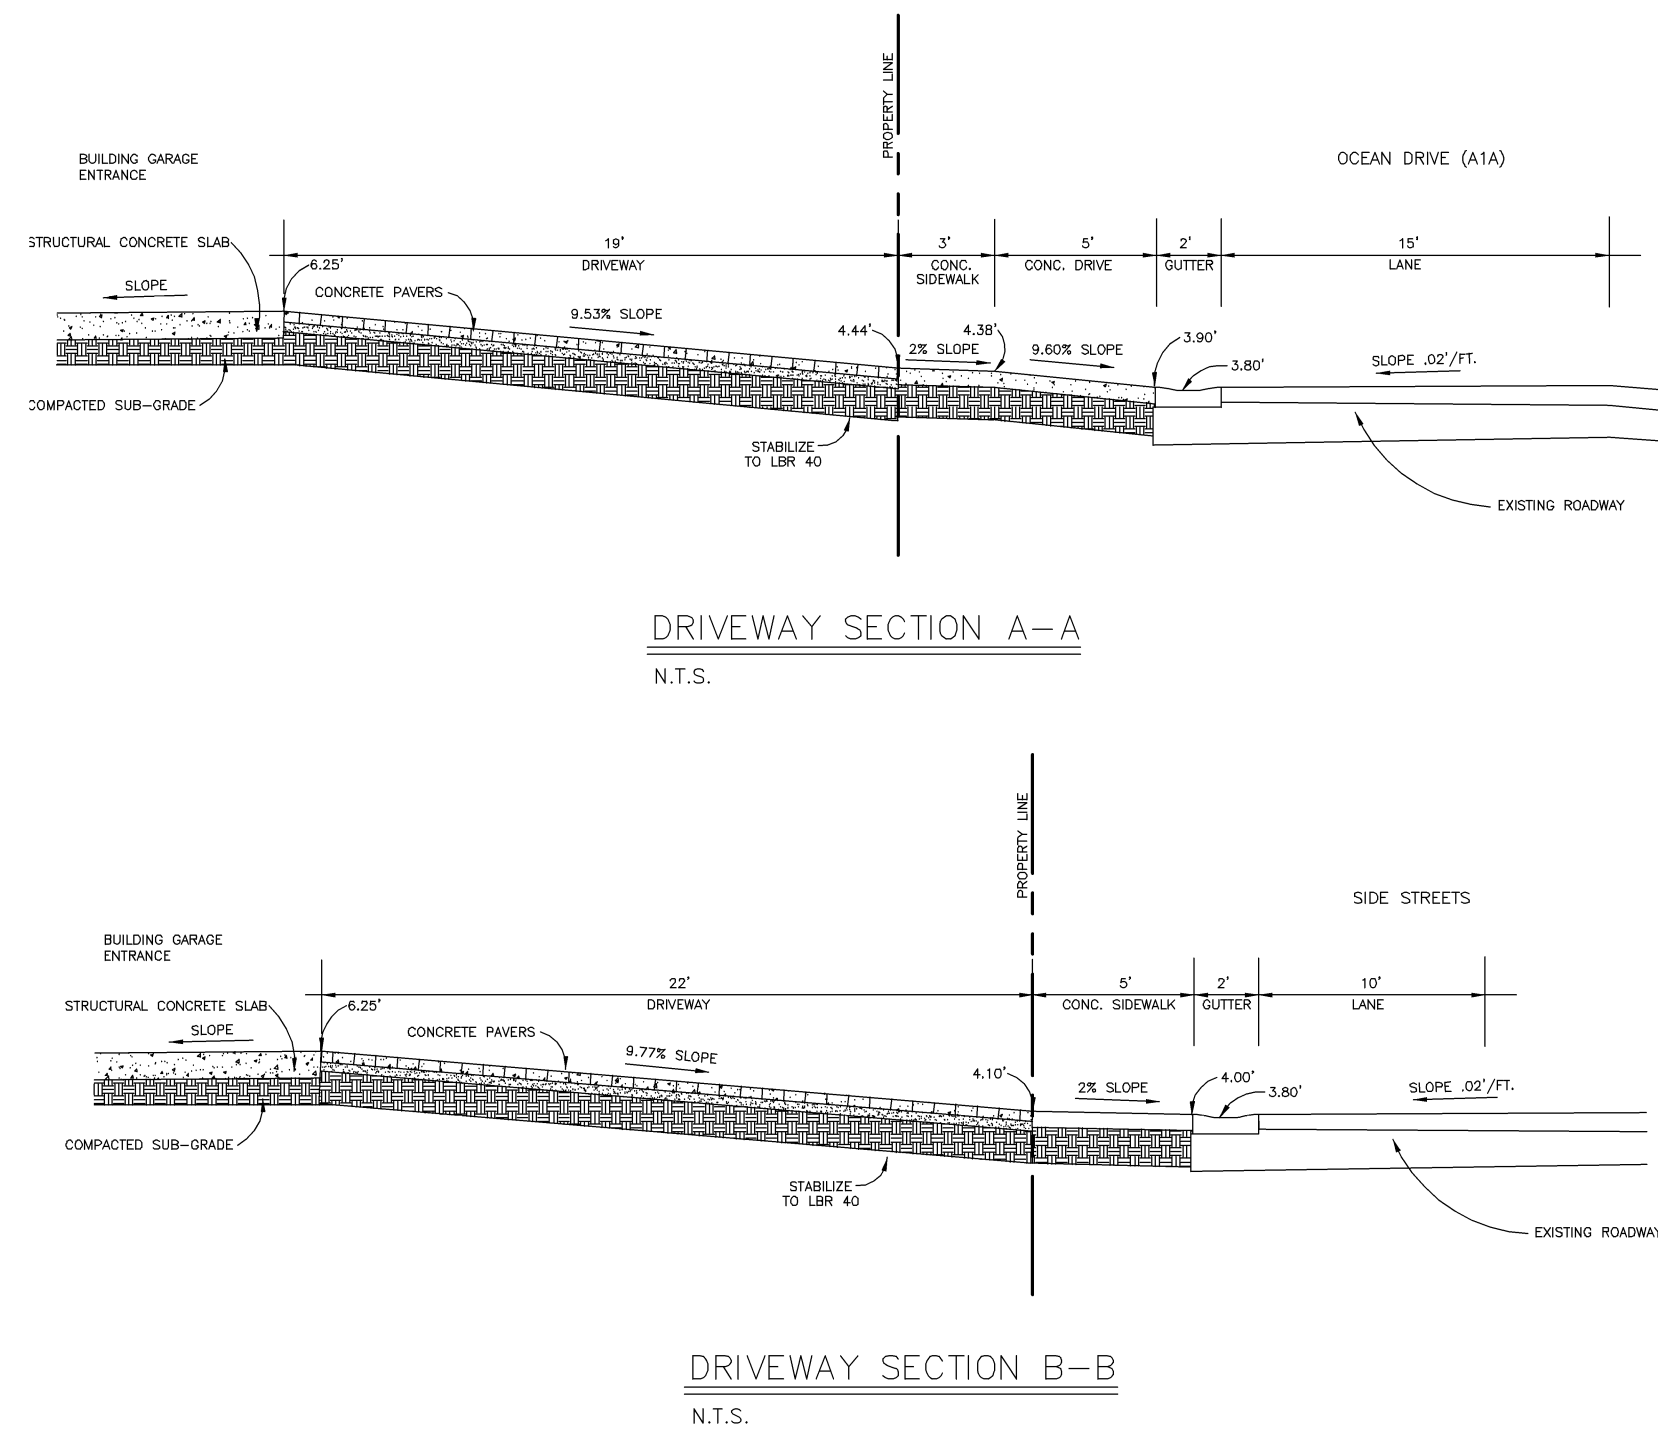 PROPERTY LINE
BUILDING GARAGE
ENTRANCE
OCEAN DRIVE (A1A)
STRUCTURAL CONCRETE SLAB
19'
DRIVEWAY
3'
CONC.
SIDEWALK
5'
CONC. DRIVE
2'
GUTTER
15'
LANE
6.25'
SLOPE
CONCRETE PAVERS
9.53% SLOPE
4.44'
4.38'
2% SLOPE
9.60% SLOPE
3.90'
3.80'
SLOPE .02'/FT.
COMPACTED SUB-GRADE
STABILIZE
TO LBR 40
EXISTING ROADWAY
DRIVEWAY SECTION A-A
N.T.S.
PROPERTY LINE
SIDE STREETS
BUILDING GARAGE
ENTRANCE
22'
DRIVEWAY
5'
CONC. SIDEWALK
2'
GUTTER
10'
LANE
STRUCTURAL CONCRETE SLAB
6.25'
SLOPE
CONCRETE PAVERS
9.77% SLOPE
4.10'
2% SLOPE
4.00'
3.80'
SLOPE .02'/FT.
COMPACTED SUB-GRADE
STABILIZE
TO LBR 40
EXISTING ROADWAY
DRIVEWAY SECTION B-B
N.T.S.